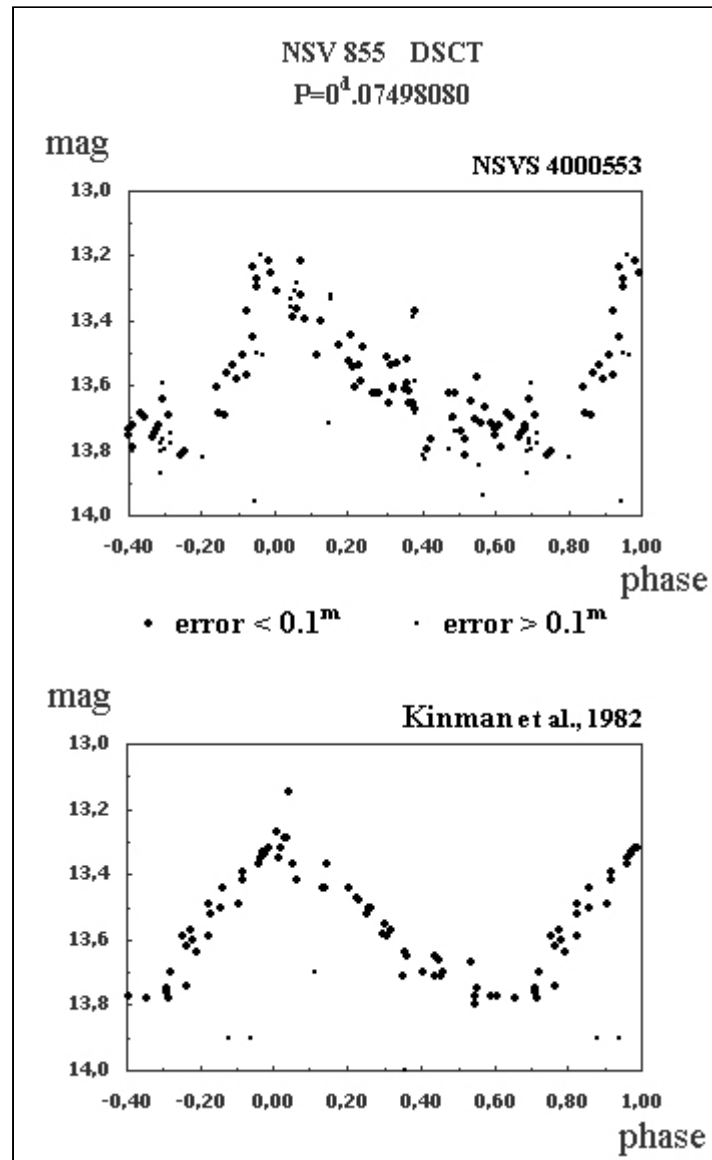 NSV 855 DSCT
P=0ᵈ.07498080
mag
NSVS 4000553
13,0
13,2
13,4
13,6
13,8
14,0
-0,40 -0,20 0,00 0,20 0,40 0,60 0,80 1,00
phase
• error < 0.1ᵐ · error > 0.1ᵐ
mag
Kinman et al., 1982
13,0
13,2
13,4
13,6
13,8
14,0
-0,40 -0,20 0,00 0,20 0,40 0,60 0,80 1,00
phase